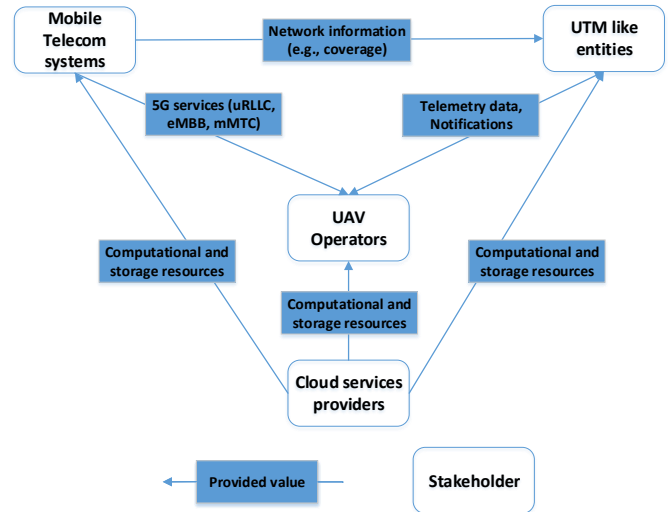 Mobile
Telecom
systems
Network information
(e.g., coverage)
UTM like
entities
5G services (uRLLC,
eMBB, mMTC)
Telemetry data,
Notifications
UAV
Operators
Computational and
storage resources
Computational and
storage resources
Computational and
storage resources
Cloud services
providers
Provided value
Stakeholder